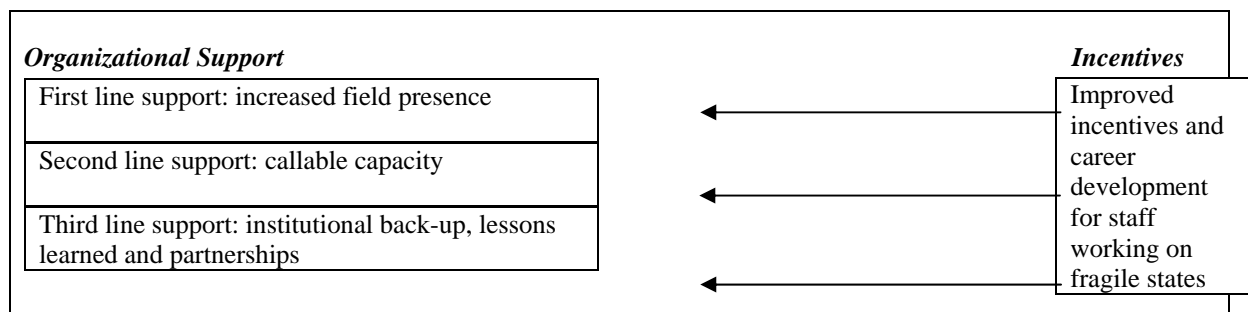 Organizational Support
First line support: increased field presence
Second line support: callable capacity
Third line support: institutional back-up, lessons
learned and partnerships
Incentives
Improved
incentives and
career
development
for staff
working on
fragile states